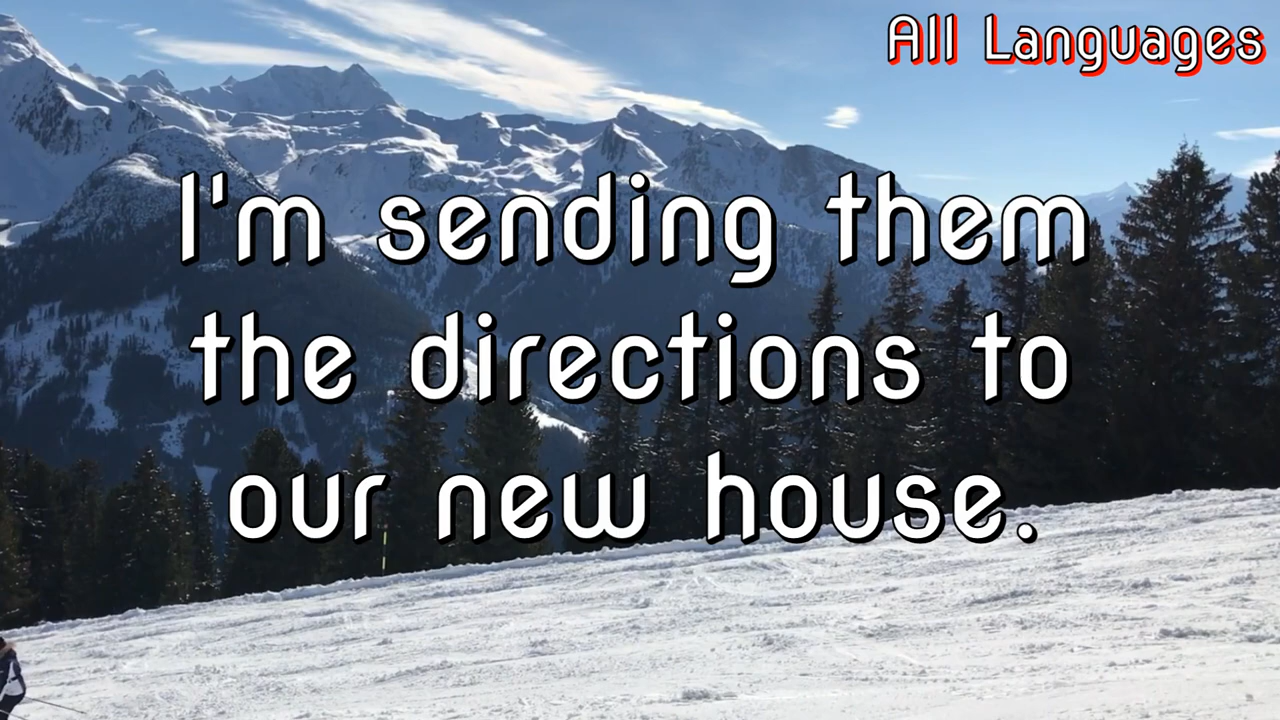 All Languages
I'm sending them
the directions to
our new house.